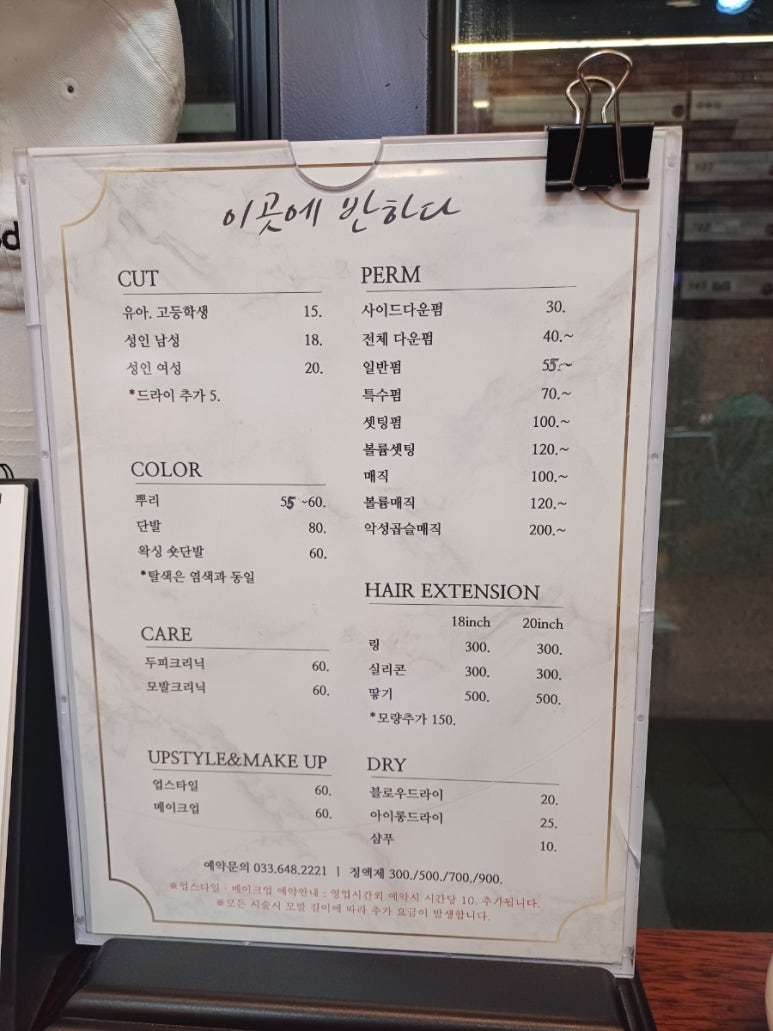 이곳에 반하다
CUT
유아. 고등학생 15.
성인 남성 18.
성인 여성 20.
*드라이 추가 5.
COLOR
뿌리 55 ~60.
단발 80.
왁싱 숏단발 60.
*탈색은 염색과 동일
CARE
두피크리닉 60.
모발크리닉 60.
UPSTYLE&MAKE UP
업스타일 60.
메이크업 60.
PERM
사이드다운펌 30.
전체 다운펌 40.~
일반펌 55.~
특수펌 70.~
셋팅펌 100.~
볼륨셋팅 120.~
매직 100.~
볼륨매직 120.~
악성곱슬매직 200.~
HAIR EXTENSION
18inch 20inch
링 300. 300.
실리콘 300. 300.
땋기 500. 500.
*모량추가 150.
DRY
블로우드라이 20.
아이롱드라이 25.
샴푸 10.
예약문의 033.648.2221 | 정액제 300./500./700./900.
※업스타일 · 메이크업 예약안내 : 영업시간외 예약시 시간당 10. 추가됩니다.
※모든 시술시 모발 길이에 따라 추가 요금이 발생합니다.